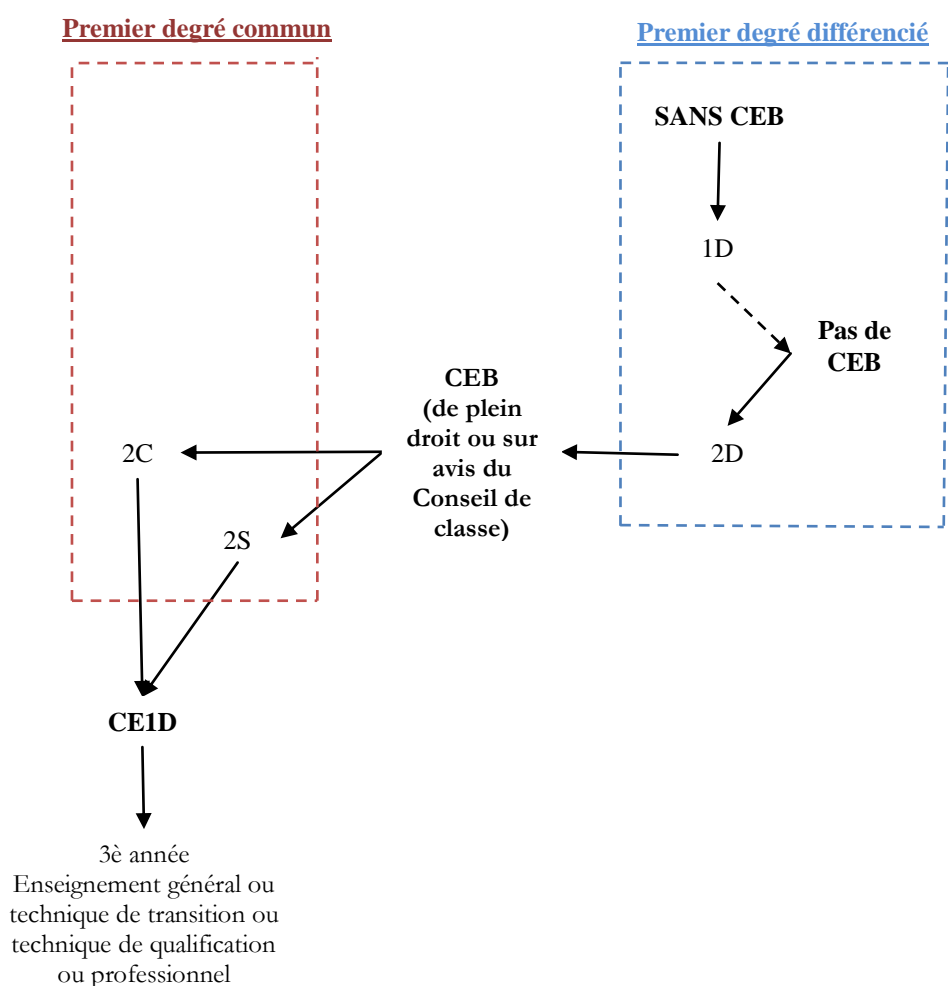 Premier degré commun
Premier degré différencié
SANS CEB
1D
Pas de
CEB
CEB
(de plein
droit ou sur
avis du
Conseil de
classe)
2C
2D
2S
CE1D
3è année
Enseignement général ou
technique de transition ou
technique de qualification
ou professionnel